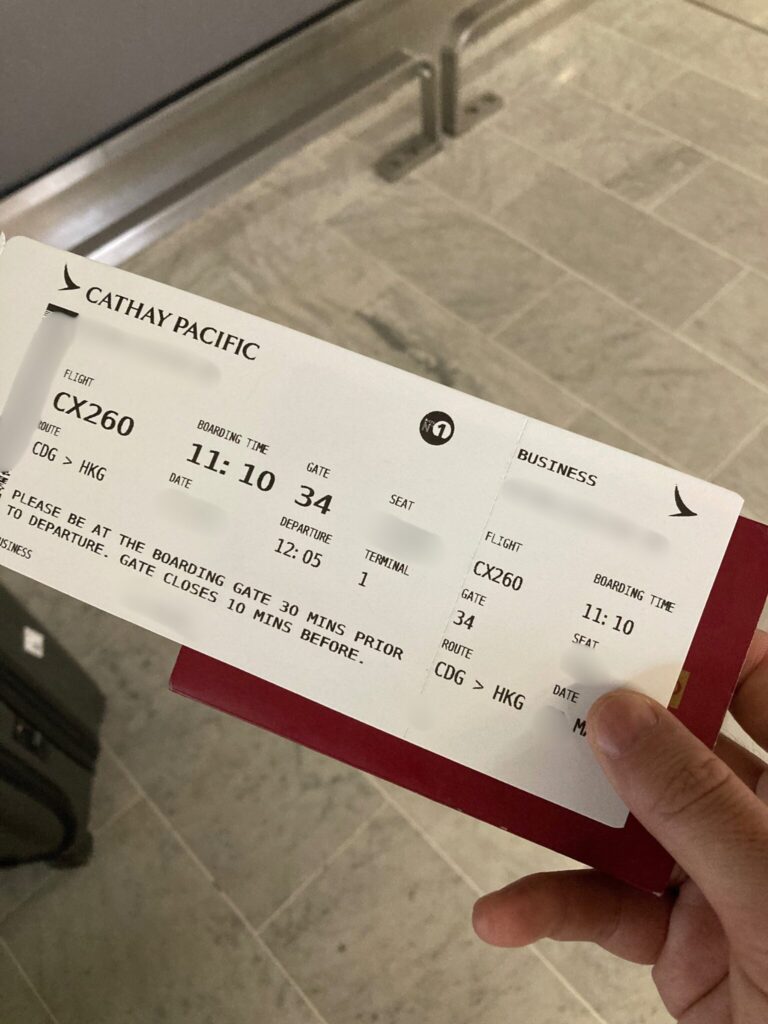 CATHAY PACIFIC
FLIGHT
CX260
BOARDING TIME
11:10
GATE
34
SEAT
ROUTE
CDG > HKG
DATE
DEPARTURE
12:05
TERMINAL
1
PLEASE BE AT THE BOARDING GATE 30 MINS PRIOR
TO DEPARTURE. GATE CLOSES 10 MINS BEFORE.
N°1
BUSINESS
FLIGHT
CX260
BOARDING TIME
11:10
GATE
34
SEAT
ROUTE
CDG > HKG
DATE